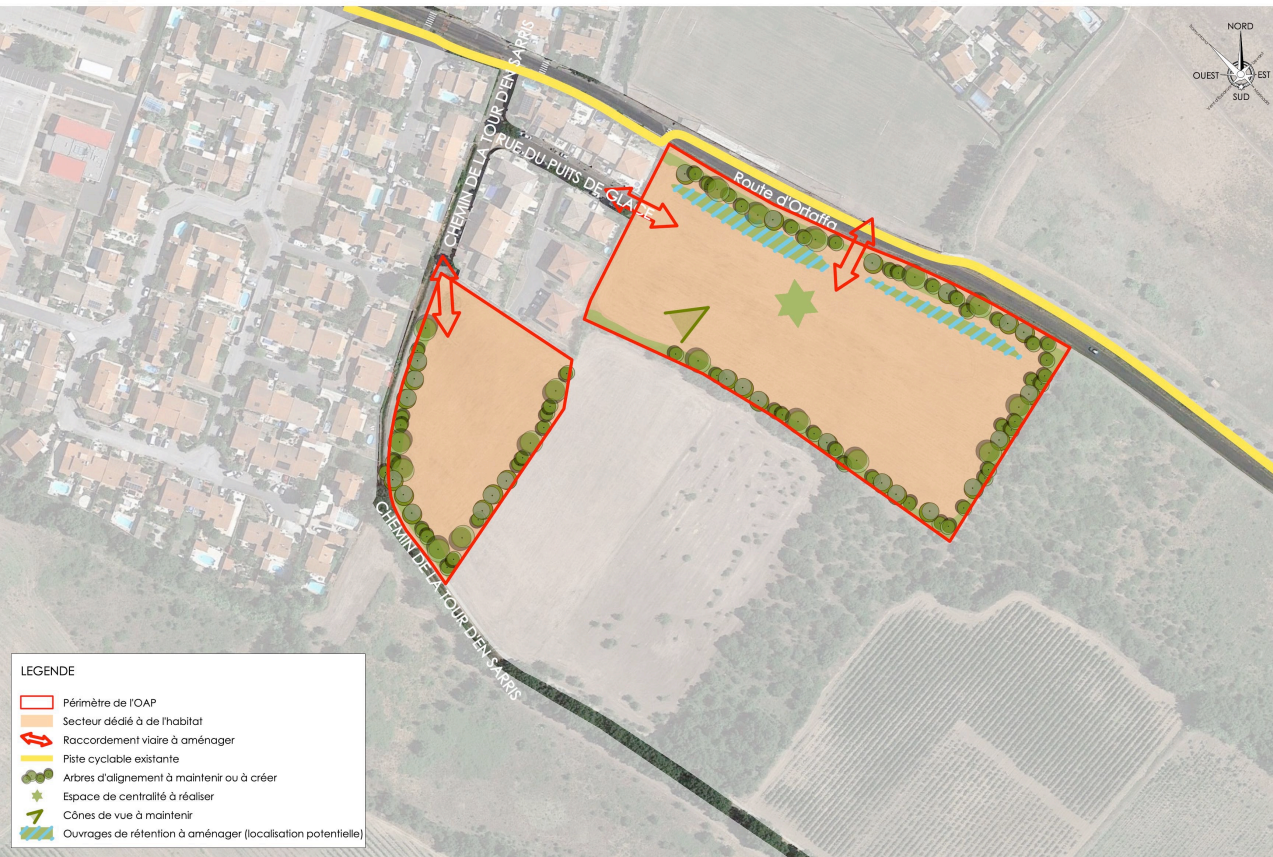 NORD
OUEST
EST
SUD
CHEMIN DE LA TOUR D'EN SARRIS
RUE DU PUITS DE GLACE
Route d'Ortaffa
CHEMIN DE LA TOUR D'EN SARRIS
LEGENDE
Périmètre de l'OAP
Secteur dédié à de l'habitat
Raccordement viaire à aménager
Piste cyclable existante
Arbres d'alignement à maintenir ou à créer
Espace de centralité à réaliser
Cônes de vue à maintenir
Ouvrages de rétention à aménager (localisation potentielle)